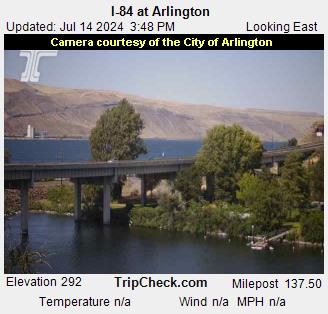 I-84 at Arlington
Updated: Jul 14 2024 3:48 PM Looking East
Camera courtesy of the City of Arlington
Elevation 292 TripCheck.com Milepost 137.50
Temperature n/a Wind n/a MPH n/a